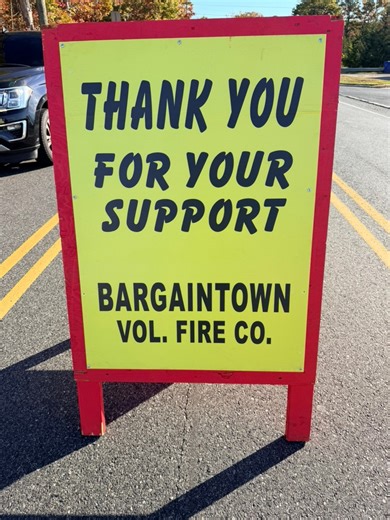 THANK YOU
FOR YOUR
SUPPORT
BARGAINTOWN
VOL. FIRE CO.